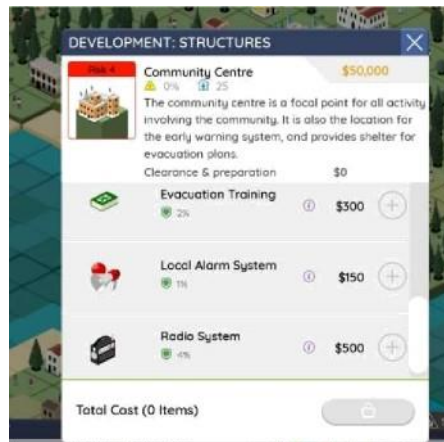 DEVELOPMENT: STRUCTURES
Risk 4
Community Centre
$50,000
0%
25
The community centre is a focal point for all activity
involving the community. It is also the location for
the early warning system, and provides shelter for
evacuation plans.
Clearance & preparation
$0
Evacuation Training
2%
$300
Local Alarm System
1%
$150
Radio System
4%
$500
Total Cost (0 Items)